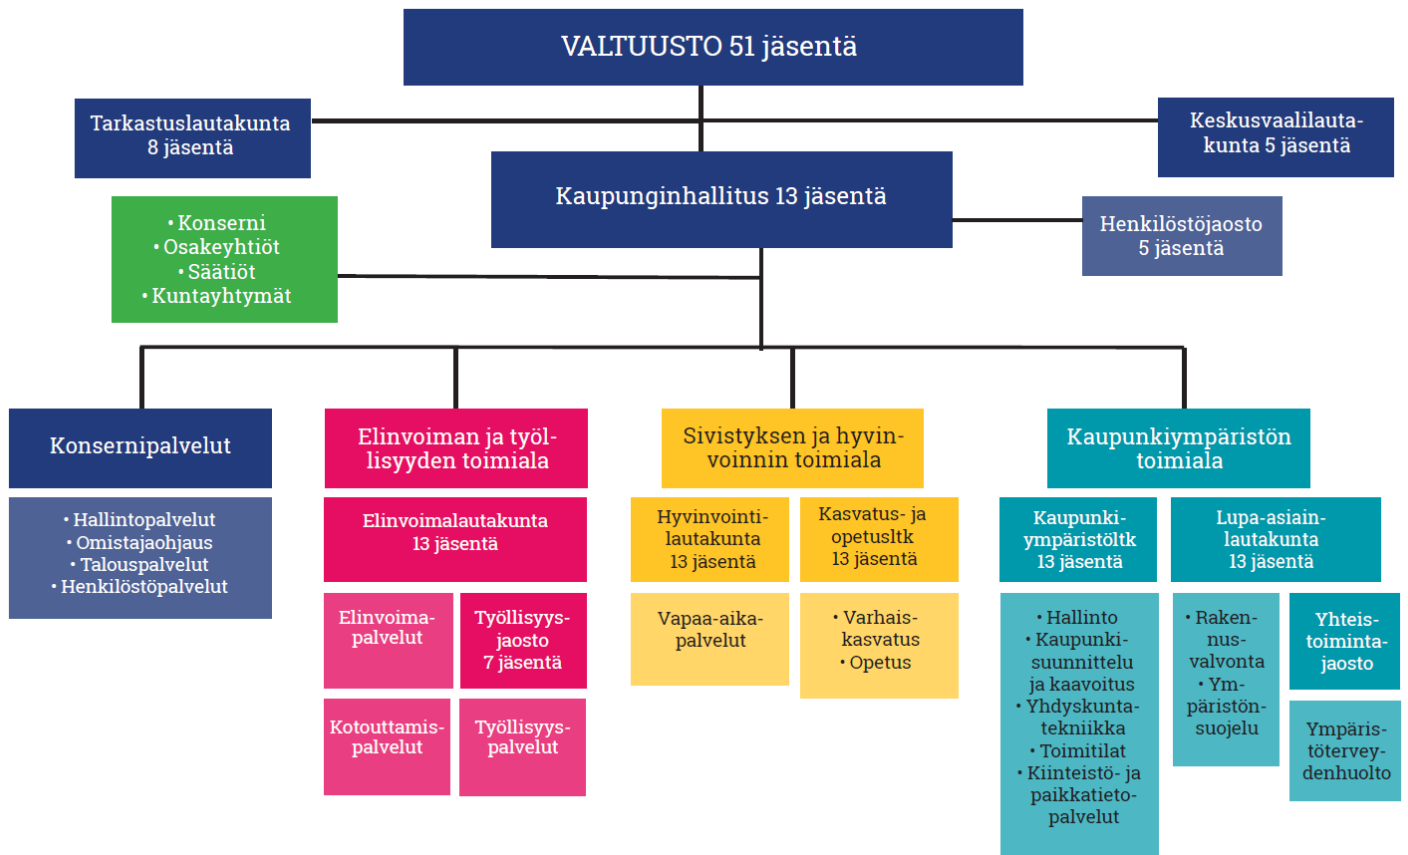 VALTUUSTO 51 jäsentä
Tarkastuslautakunta
8 jäsentä
Keskusvaalilauta-
kunta 5 jäsentä
Kaupunginhallitus 13 jäsentä
• Konserni
• Osakeyhtiöt
• Säätiöt
• Kuntayhtymät
Henkilöstöjaosto
5 jäsentä
Konsernipalvelut
• Hallintopalvelut
• Omistajaohjaus
• Talouspalvelut
• Henkilöstöpalvelut
Elinvoiman ja työl-
lisyyden toimiala
Elinvoimalautakunta
13 jäsentä
Elinvoima-
palvelut
Työllisyys-
jaosto
7 jäsentä
Kotouttamis-
palvelut
Työllisyys-
palvelut
Sivistyksen ja hyvin-
voinnin toimiala
Hyvinvointi-
lautakunta
13 jäsentä
Kasvatus- ja
opetusltk
13 jäsentä
Vapaa-aika-
palvelut
• Varhais-
kasvatus
• Opetus
Kaupunkiympäristön
toimiala
Kaupunki-
ympäristöltk
13 jäsentä
Lupa-asiain-
lautakunta
13 jäsentä
• Hallinto
• Kaupunki-
suunnittelu
ja kaavoitus
• Yhdyskunta-
tekniikka
• Toimitilat
• Kiinteistö- ja
paikkatieto-
palvelut
• Raken-
nus-
valvonta
• Ym-
päristön-
suojelu
Yhteis-
toiminta-
jaosto
Ympäris-
tötervey-
denhuolto